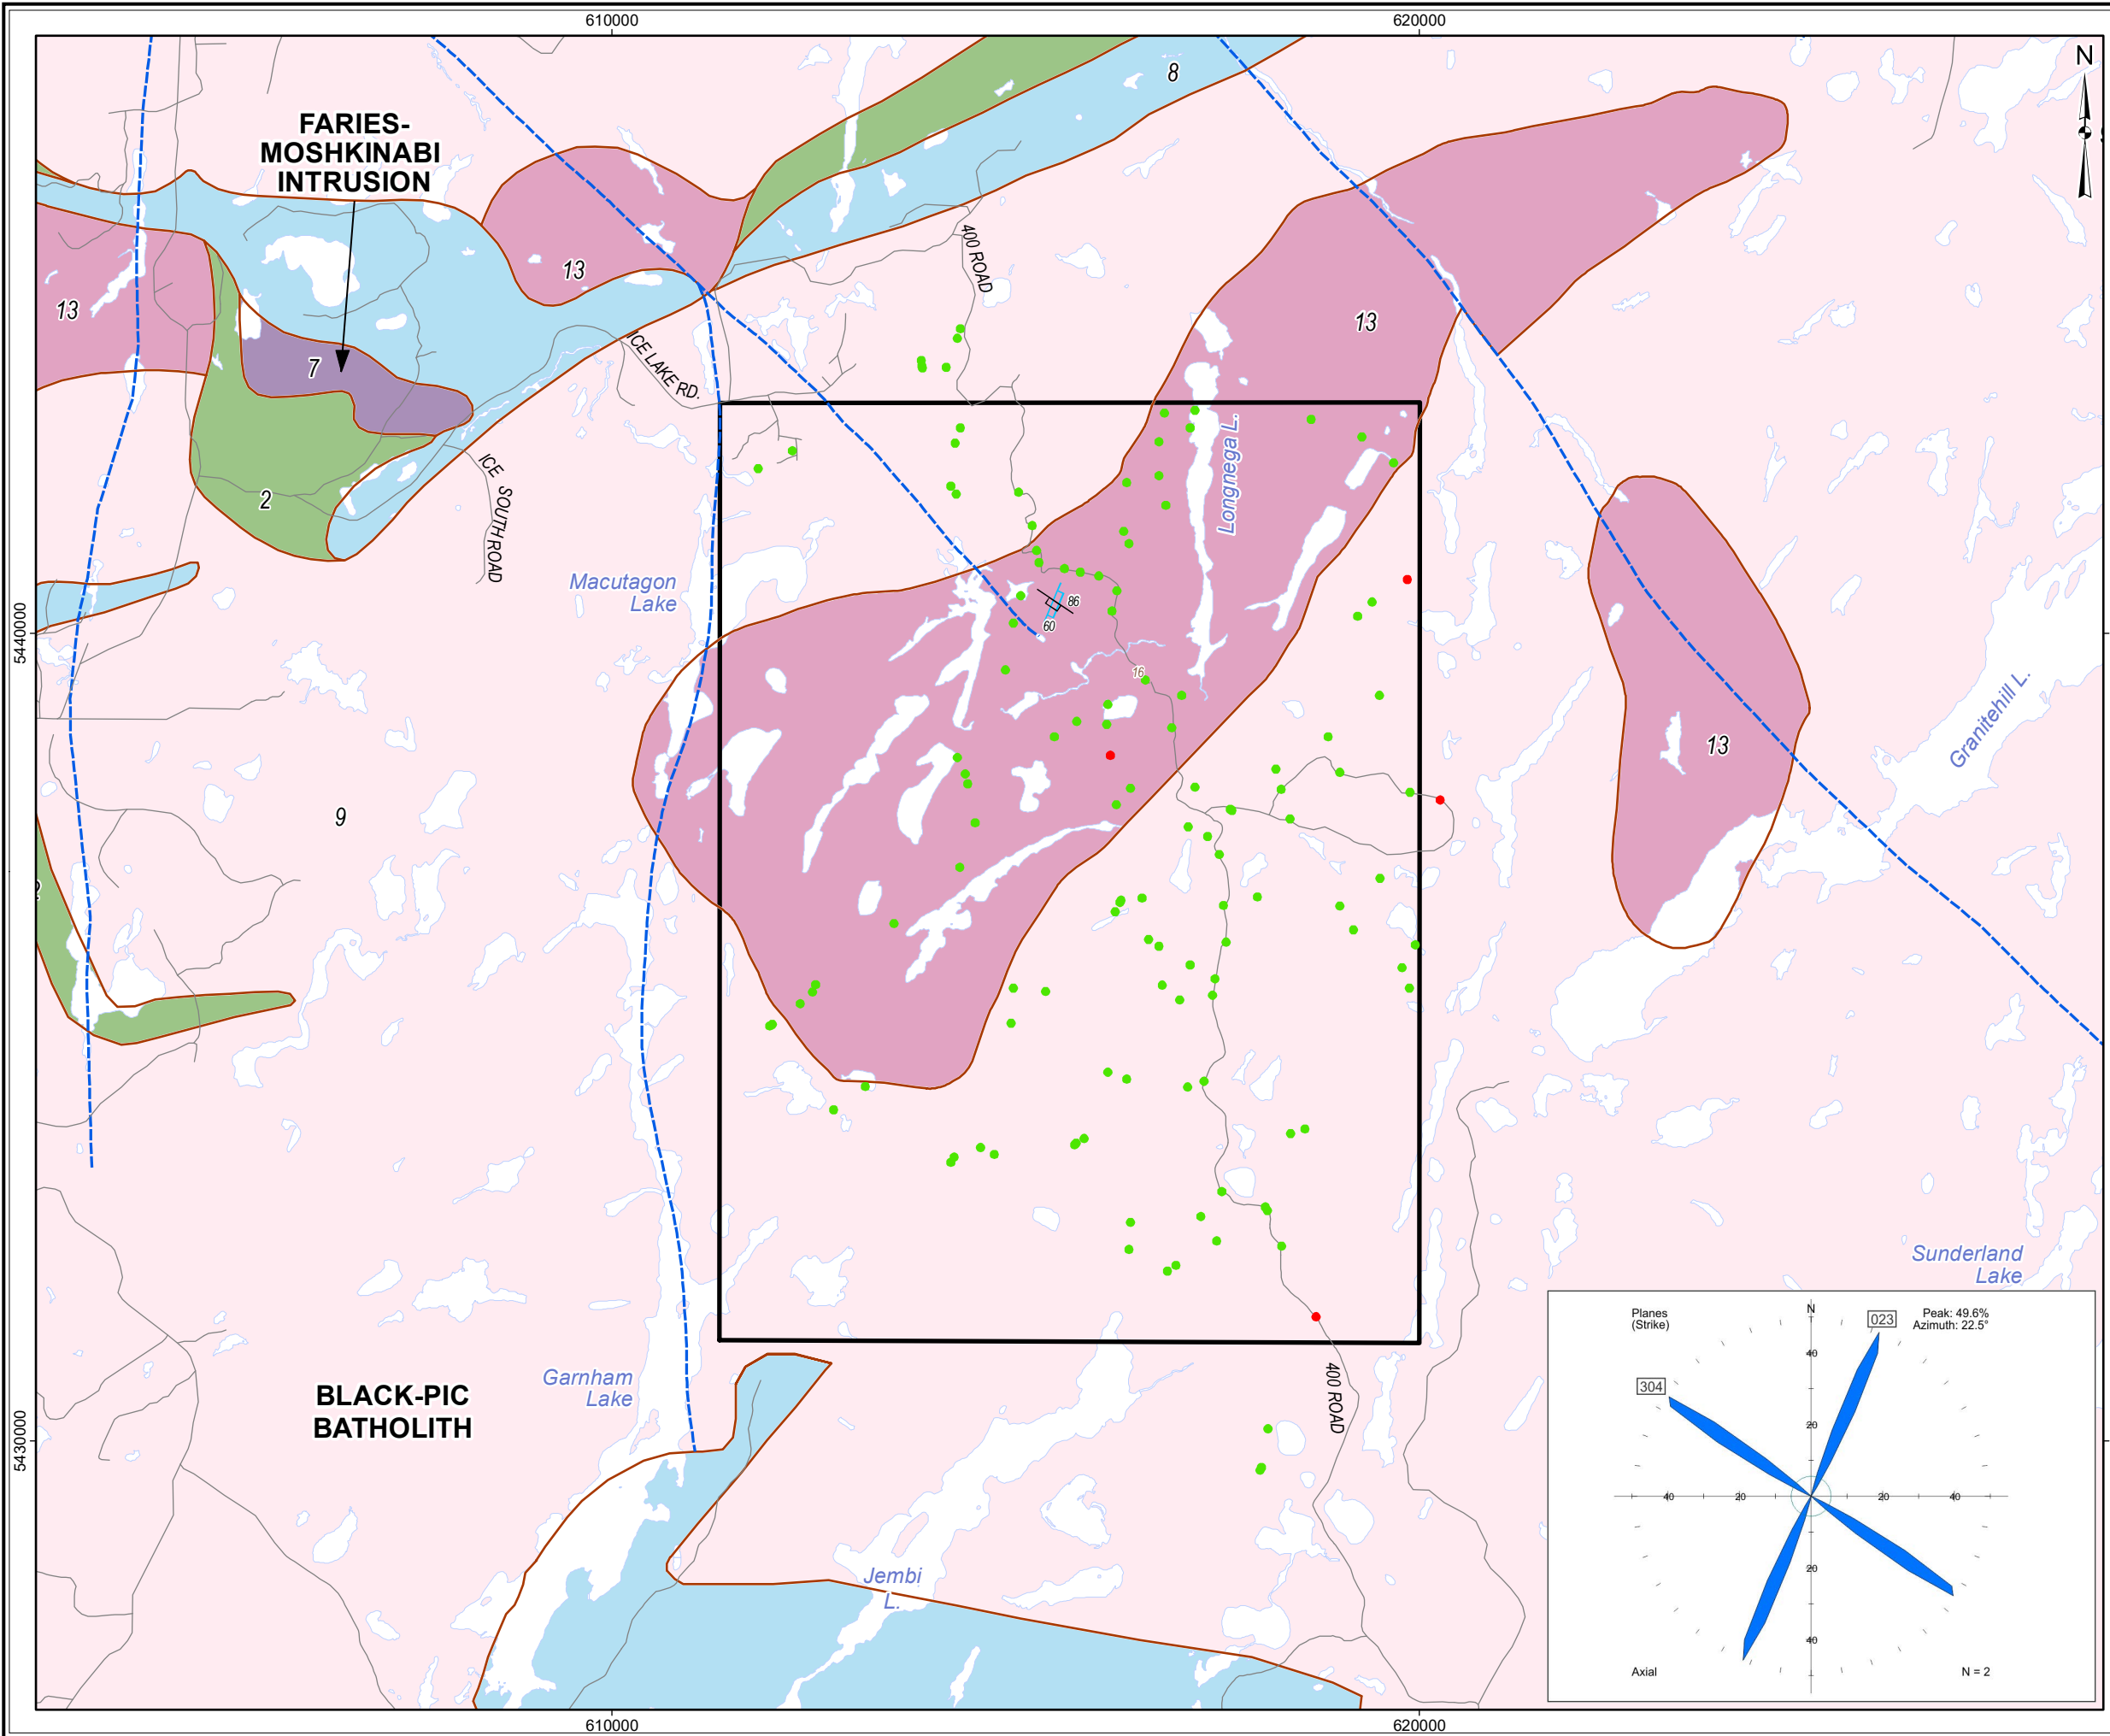 610000
620000
N
8
FARIES-
MOSHKINABI
INTRUSION
400 ROAD
13
13
13
ICE LAKE RD.
7
Longnega L.
ICE SOUTH ROAD
2
Macutagon
Lake
86
60
5440000
16
Granitehill L.
13
9
2
Sunderland
Lake
Planes
(Strike)
N
023
Peak: 49.6%
Azimuth: 22.5°
40
304
20
40
20
20
40
20
40
Axial
N = 2
Garnham
Lake
BLACK-PIC
BATHOLITH
400 ROAD
5430000
Jembi
L.
610000
620000